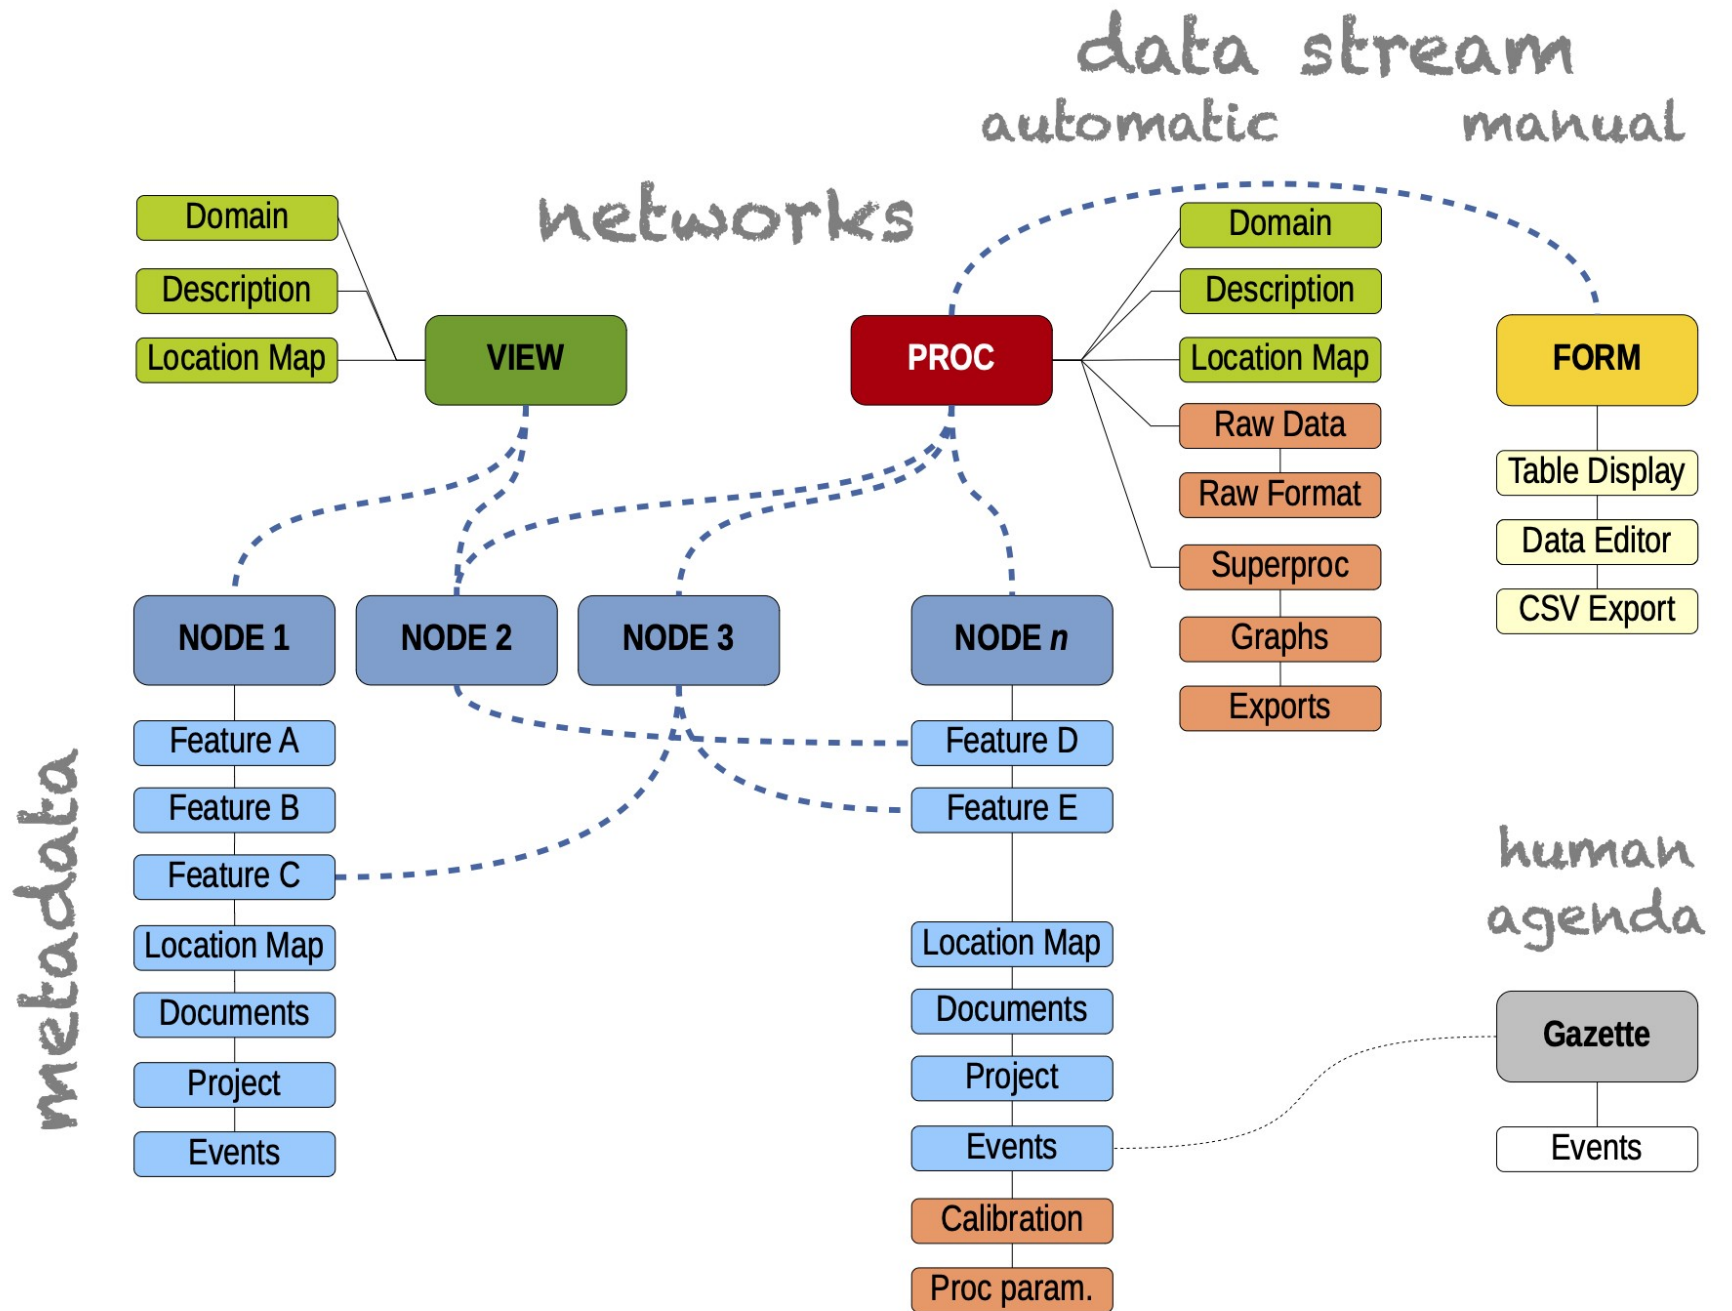 data stream
automatic
manual
networks
Domain
Description
Location Map
VIEW
PROC
Domain
Description
Location Map
Raw Data
Raw Format
Superproc
Graphs
Exports
FORM
Table Display
Data Editor
CSV Export
NODE 1
NODE 2
NODE 3
NODE n
metadata
Feature A
Feature B
Feature C
Location Map
Documents
Project
Events
Feature D
Feature E
Location Map
Documents
Project
Events
Calibration
Proc param.
human
agenda
Gazette
Events